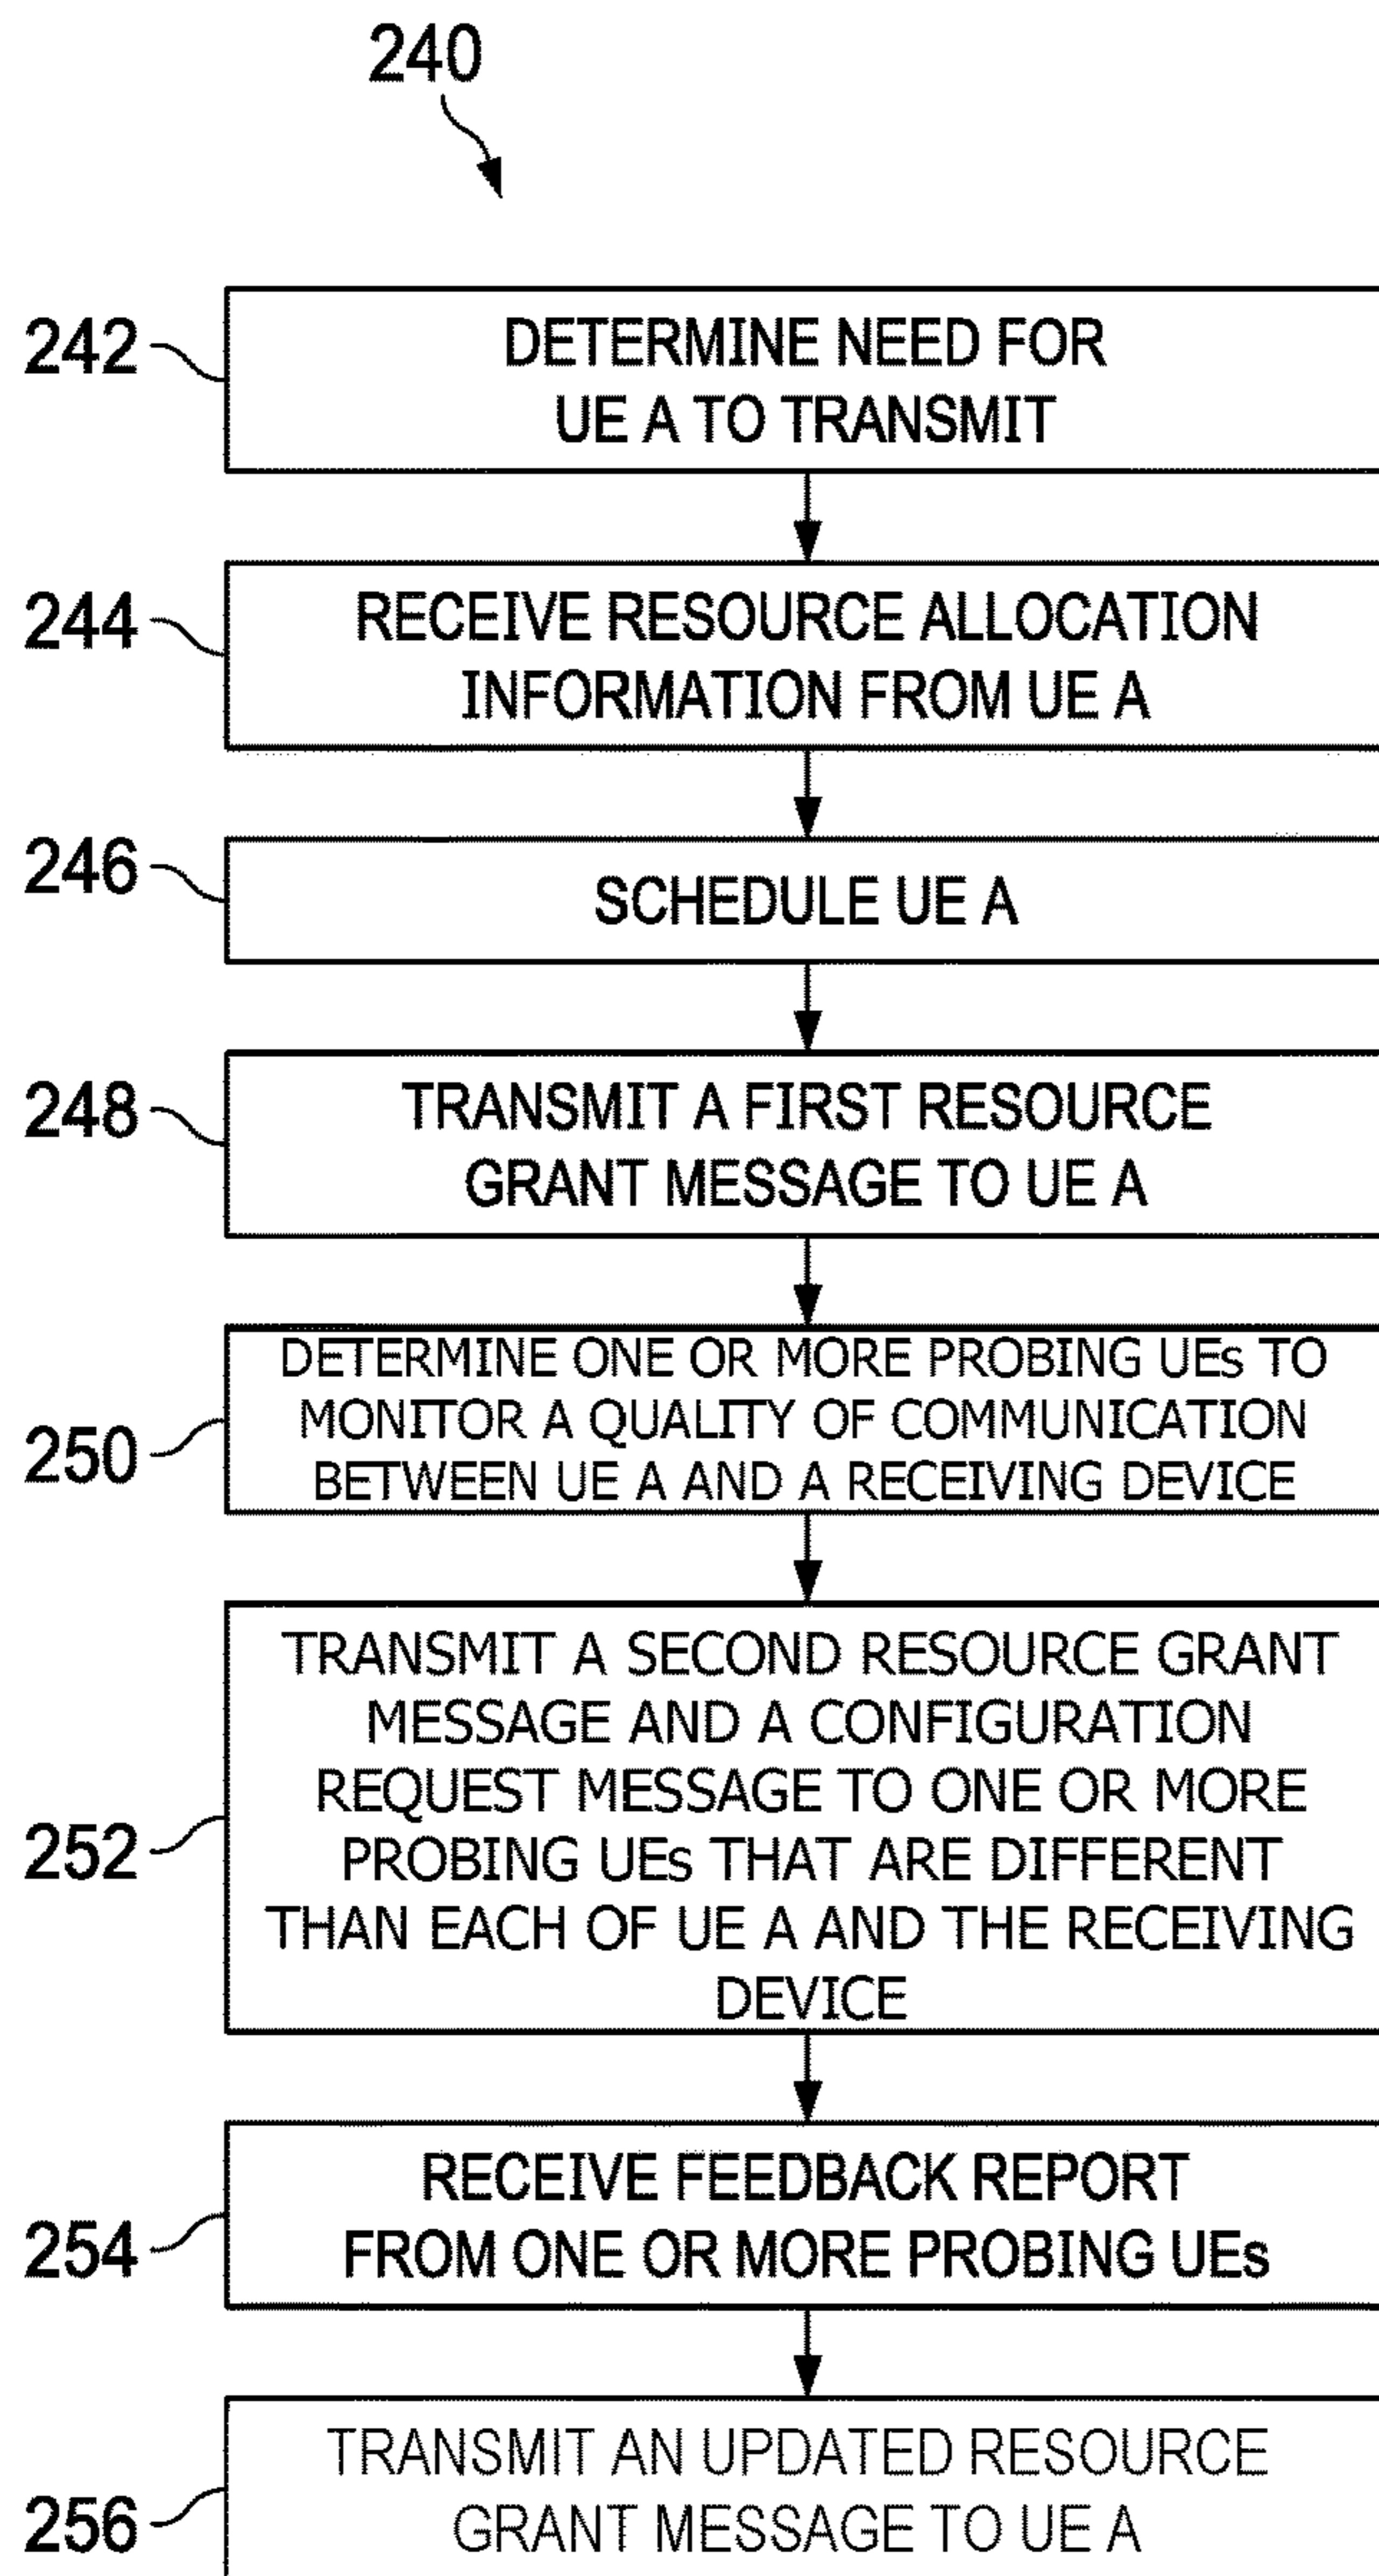 240
242
DETERMINE NEED FOR
UE A TO TRANSMIT
244
RECEIVE RESOURCE ALLOCATION
INFORMATION FROM UE A
246
SCHEDULE UE A
248
TRANSMIT A FIRST RESOURCE
GRANT MESSAGE TO UE A
250
DETERMINE ONE OR MORE PROBING UEs TO
MONITOR A QUALITY OF COMMUNICATION
BETWEEN UE A AND A RECEIVING DEVICE
252
TRANSMIT A SECOND RESOURCE GRANT
MESSAGE AND A CONFIGURATION
REQUEST MESSAGE TO ONE OR MORE
PROBING UEs THAT ARE DIFFERENT
THAN EACH OF UE A AND THE RECEIVING
DEVICE
254
RECEIVE FEEDBACK REPORT
FROM ONE OR MORE PROBING UEs
256
TRANSMIT AN UPDATED RESOURCE
GRANT MESSAGE TO UE A